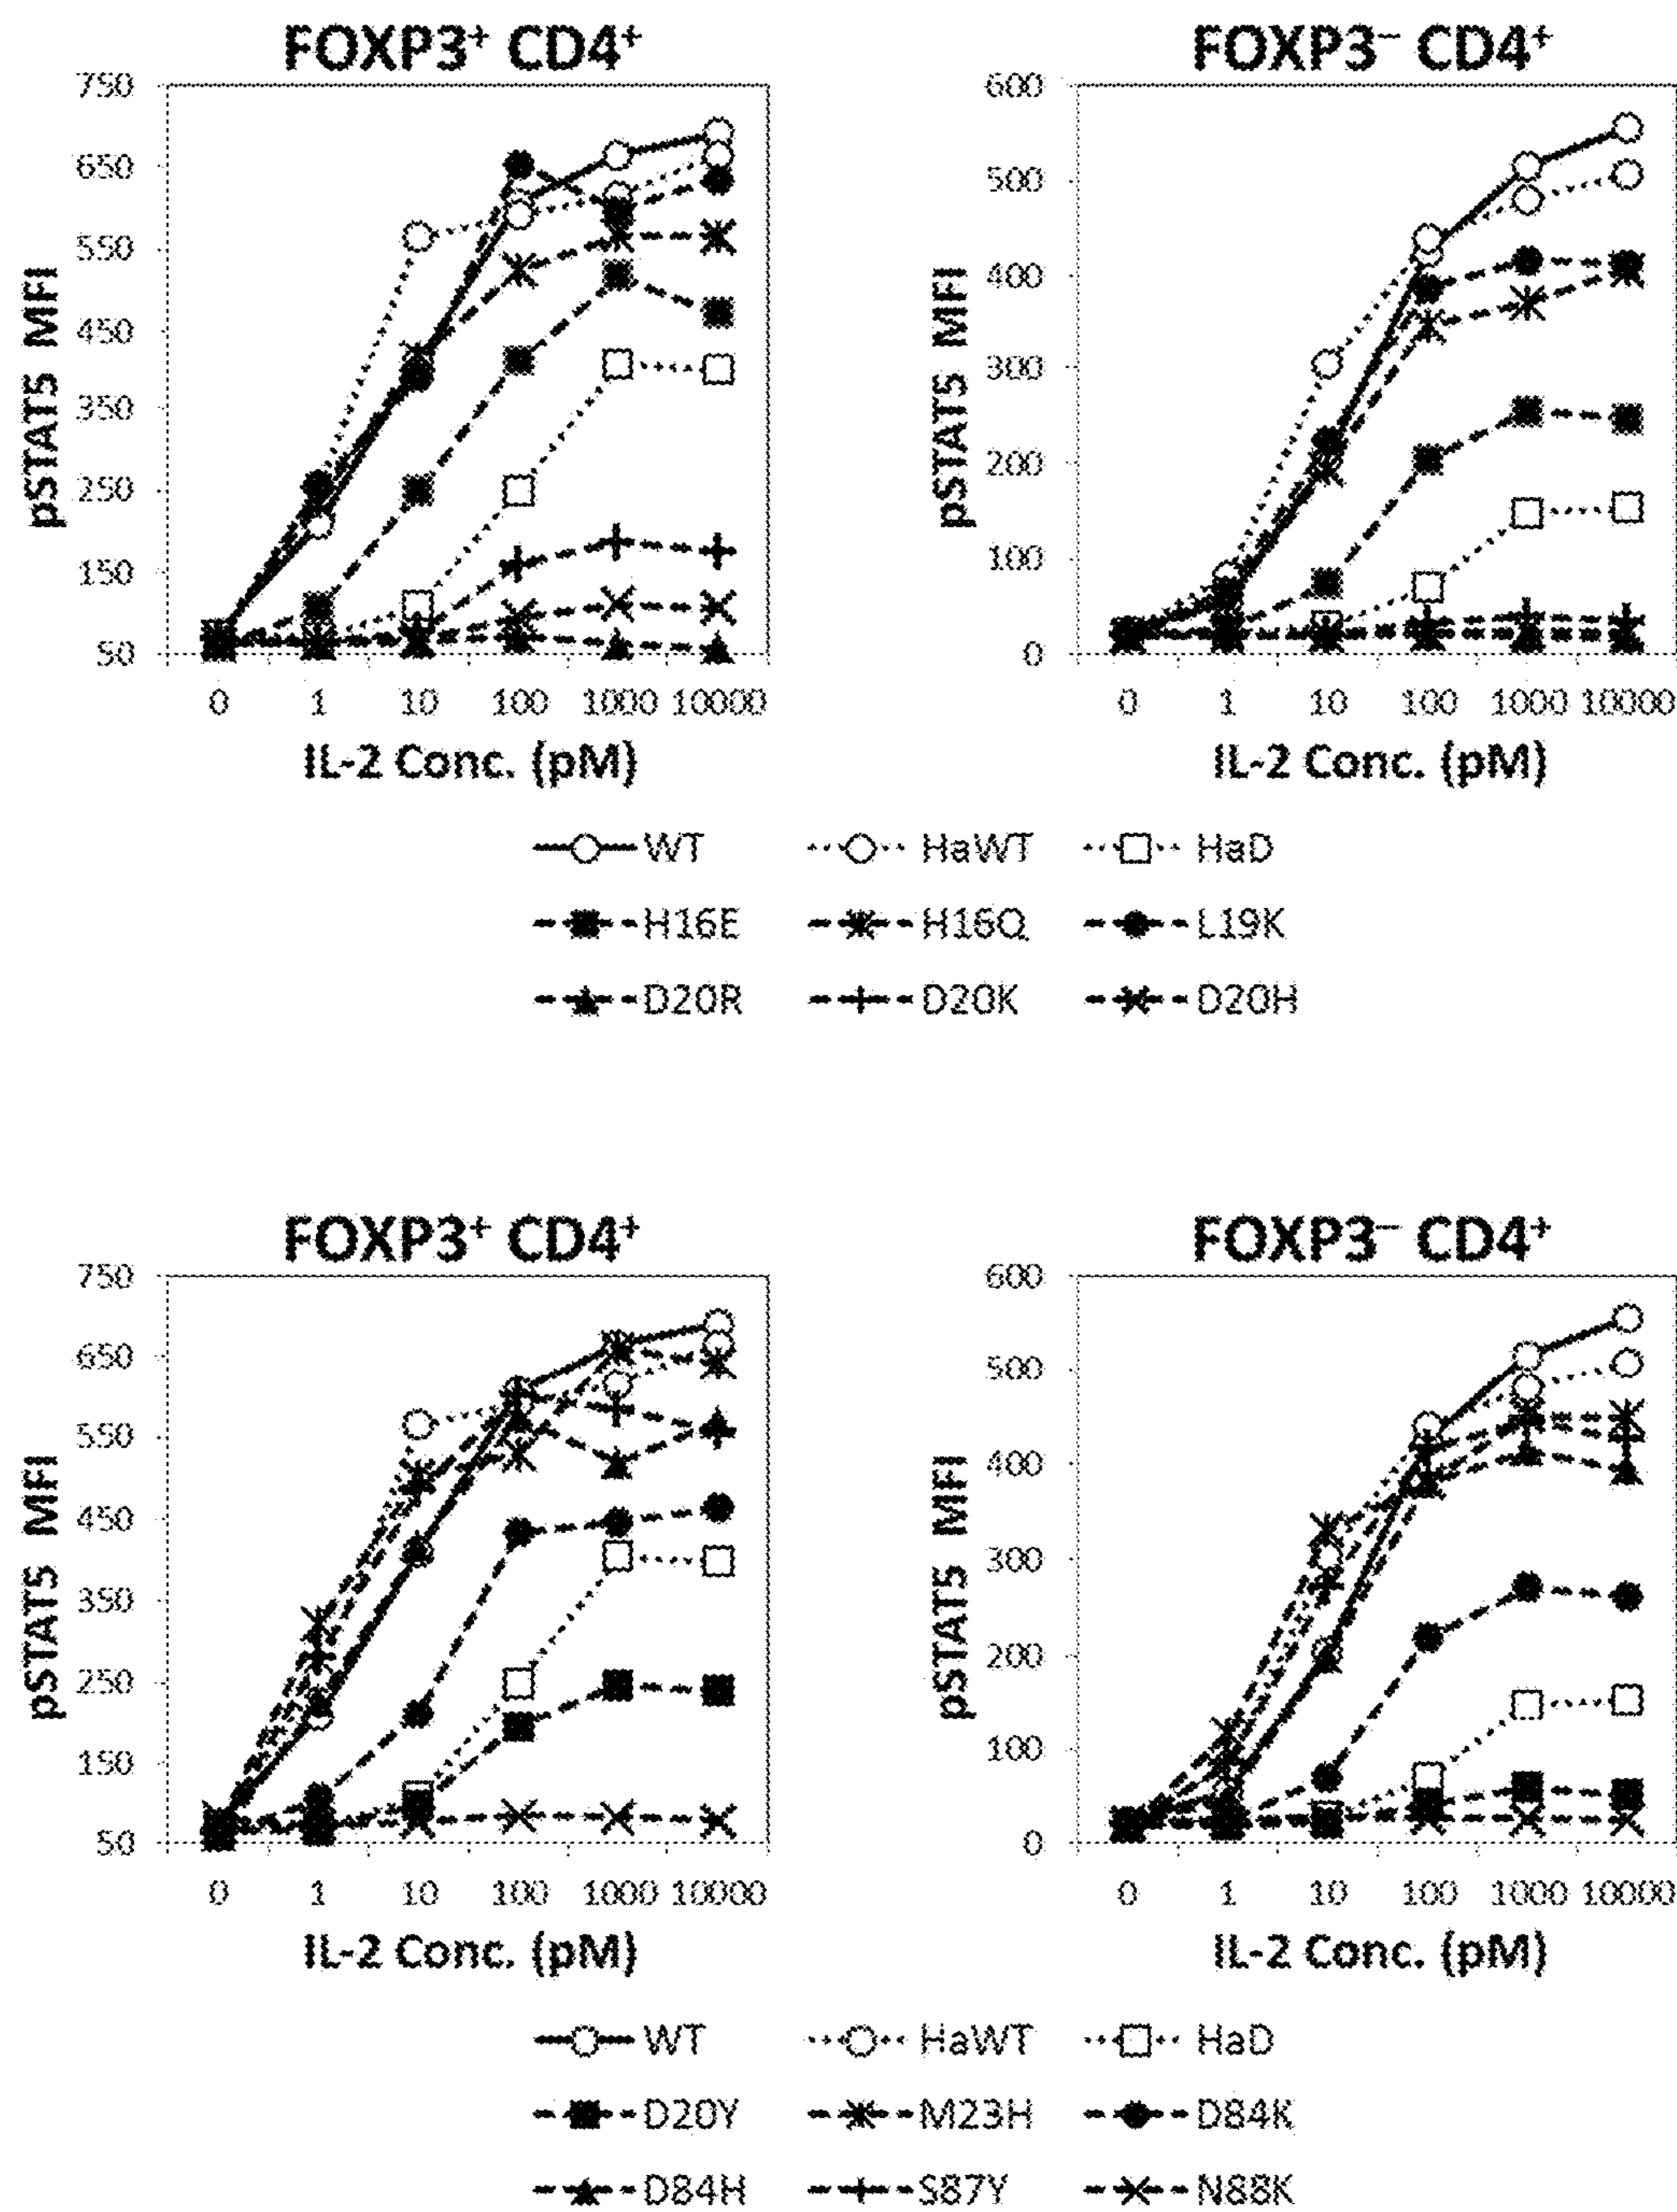 FOXP3⁺ CD4⁺
750
650
550
450
350
250
150
50
pSTAT5 MFI
0 1 10 100 1000 10000
IL-2 Conc. (pM)
FOXP3⁻ CD4⁺
600
500
400
300
200
100
0
pSTAT5 MFI
0 1 10 100 1000 10000
IL-2 Conc. (pM)
WT HaWT HaD
H16E H16Q L19K
D20R D20K D20H
FOXP3⁺ CD4⁺
750
650
550
450
350
250
150
50
pSTAT5 MFI
0 1 10 100 1000 10000
IL-2 Conc. (pM)
FOXP3⁻ CD4⁺
600
500
400
300
200
100
0
pSTAT5 MFI
0 1 10 100 1000 10000
IL-2 Conc. (pM)
WT HaWT HaD
D20Y M23H D84K
D84H S87Y N88K